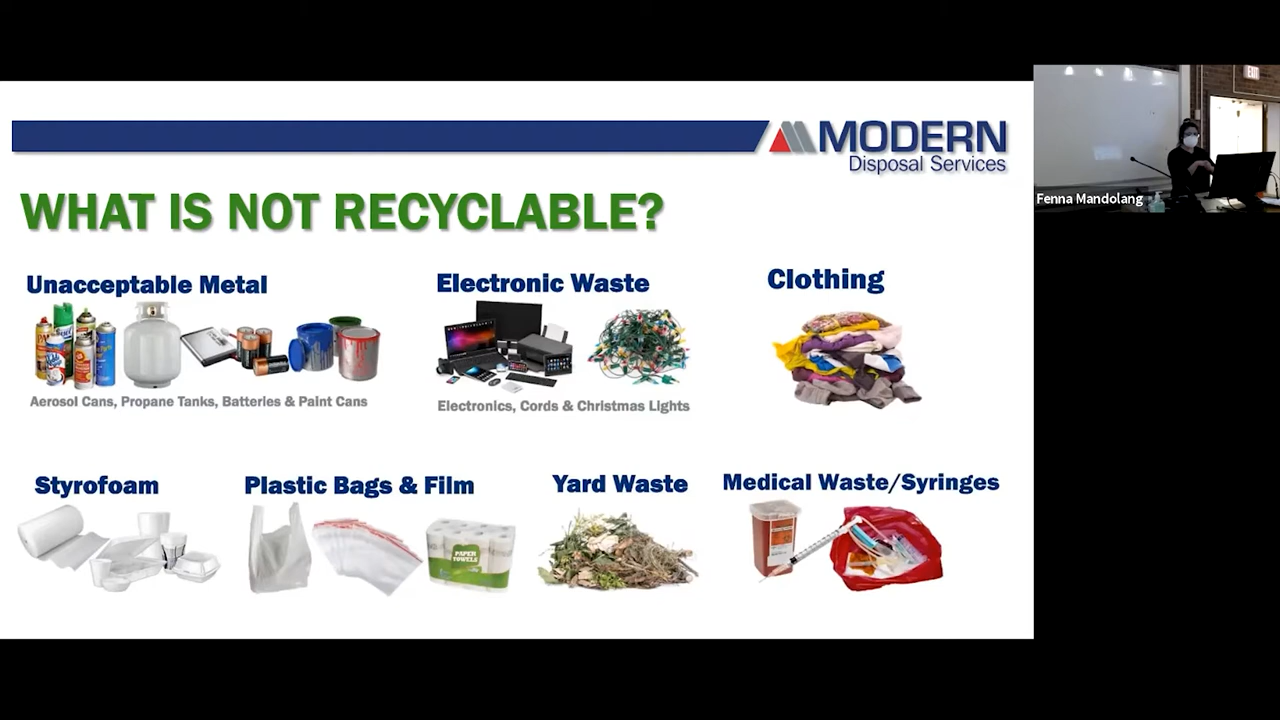 MODERN
Disposal Services
WHAT IS NOT RECYCLABLE?
Unacceptable Metal
Electronic Waste
Clothing
Aerosol Cans, Propane Tanks, Batteries & Paint Cans
Electronics, Cords & Christmas Lights
Styrofoam
Plastic Bags & Film
Yard Waste
Medical Waste/Syringes
PAPER
TOWELS
EXIT
Fenna Mandolang